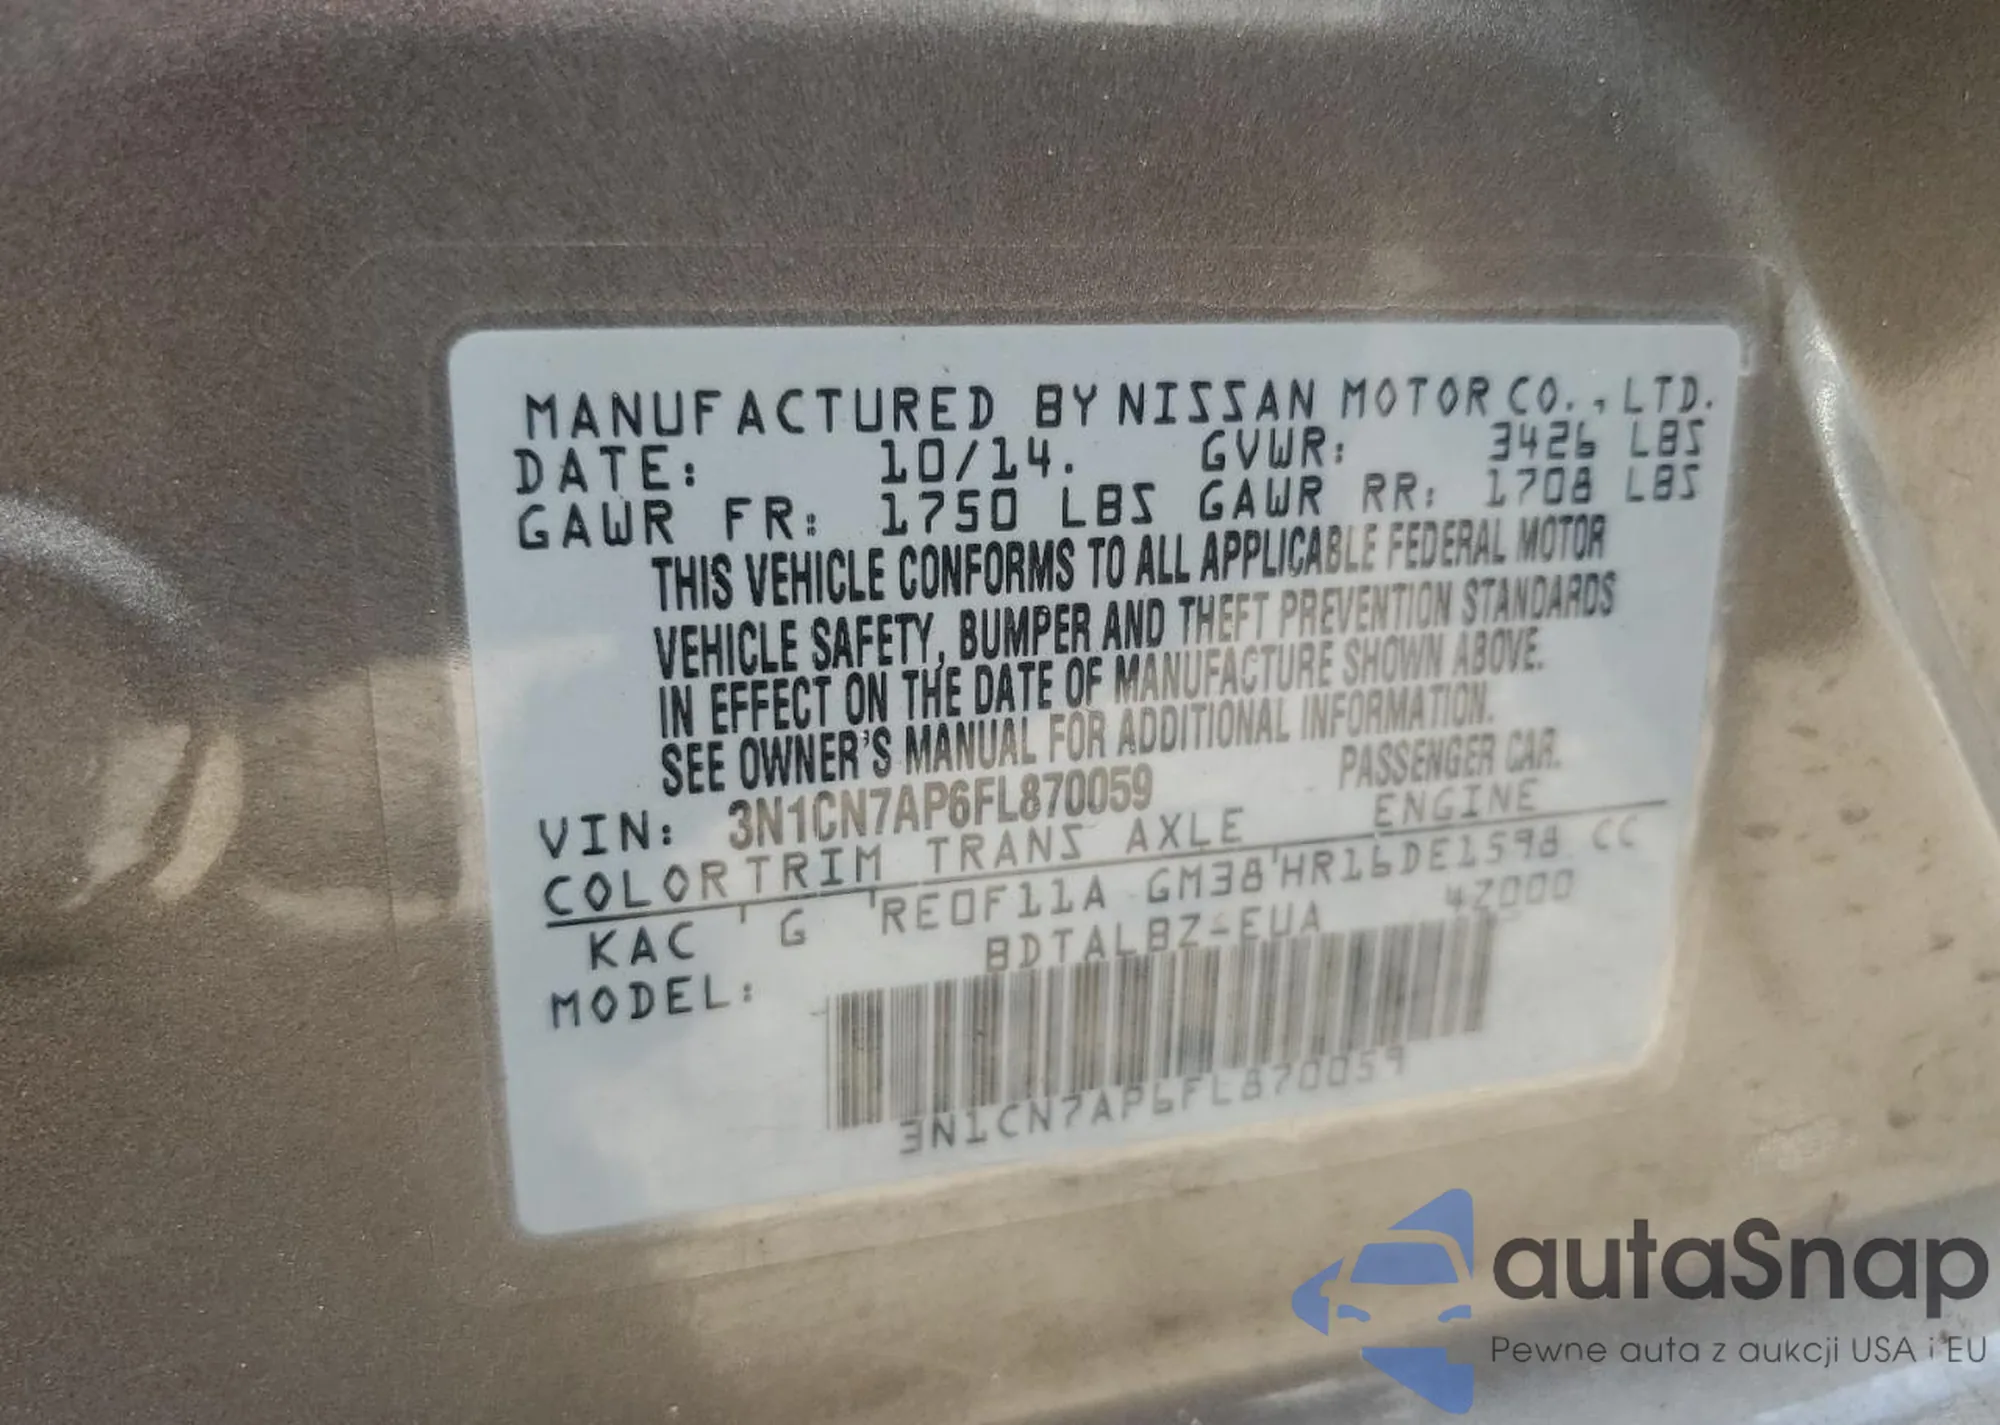 MANUFACTURED BY NISSAN MOTOR CO., LTD.
DATE: 10/14. GVWR: 3426 LBS
GAWR FR: 1750 LBS GAWR RR: 1708 LBS
THIS VEHICLE CONFORMS TO ALL APPLICABLE FEDERAL MOTOR
VEHICLE SAFETY, BUMPER AND THEFT PREVENTION STANDARDS
IN EFFECT ON THE DATE OF MANUFACTURE SHOWN ABOVE.
SEE OWNER'S MANUAL FOR ADDITIONAL INFORMATION.
VIN: 3N1CN7AP6FL870059 PASSENGER CAR.
COLOR TRIM TRANS AXLE ENGINE
KAC G RE0F11A GM38 HR16DE1598 CC
MODEL: BDTALBZ-EUA 4Z000
3N1CN7AP6FL870059
autaSnap
Pewne auta z aukcji USA i EU